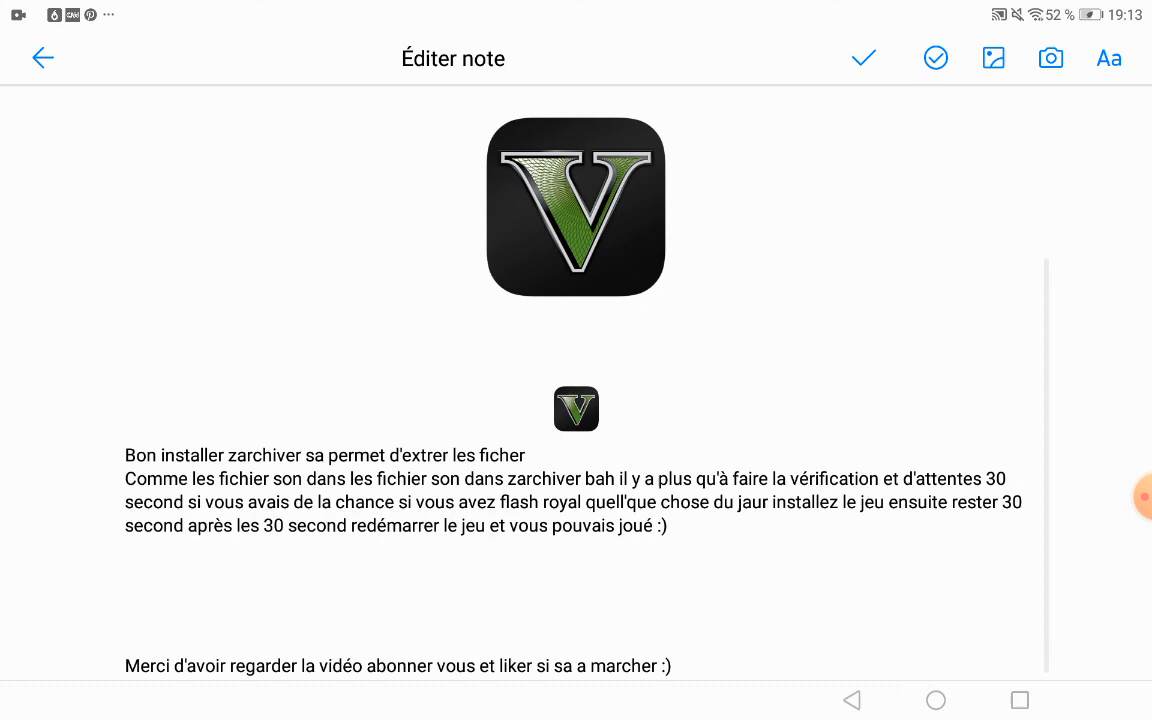 52 % 19:13
Éditer note
Aa
V
V
Bon installer zarchiver sa permet d'extrer les ficher
Comme les fichier son dans les fichier son dans zarchiver bah il y a plus qu'à faire la vérification et d'attentes 30
second si vous avais de la chance si vous avez flash royal quell'que chose du jaur installez le jeu ensuite rester 30
second après les 30 second redémarrer le jeu et vous pouvais joué :)
Merci d'avoir regarder la vidéo abonner vous et liker si sa a marcher :)